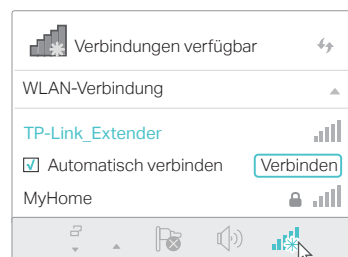 Verbindungen verfügbar
WLAN-Verbindung
TP-Link_Extender
Automatisch verbinden Verbinden
MyHome